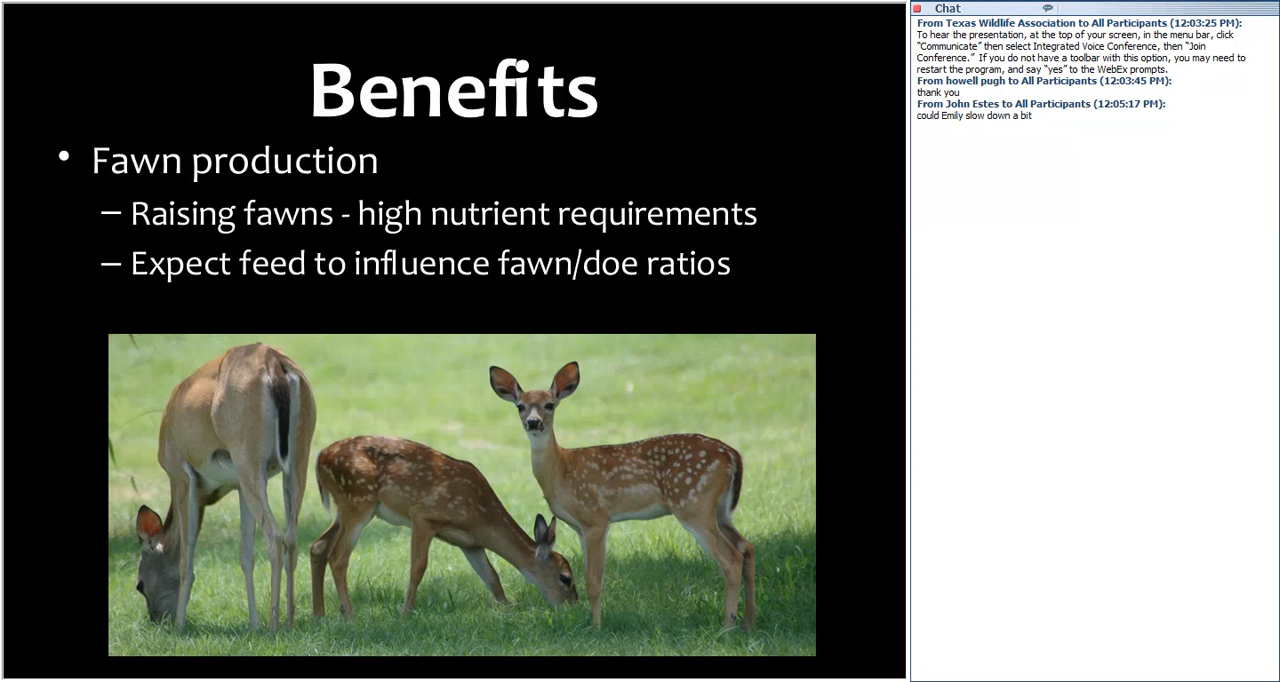 Benefits
• Fawn production
– Raising fawns - high nutrient requirements
– Expect feed to influence fawn/doe ratios
Chat
From Texas Wildlife Association to All Participants (12:03:25 PM):
To hear the presentation, at the top of your screen, in the menu bar, click
“Communicate” then select Integrated Voice Conference, then “Join
Conference.” If you do not have a toolbar with this option, you may need to
restart the program, and say “yes” to the WebEx prompts.
From howell pugh to All Participants (12:03:45 PM):
thank you
From John Estes to All Participants (12:05:17 PM):
could Emily slow down a bit